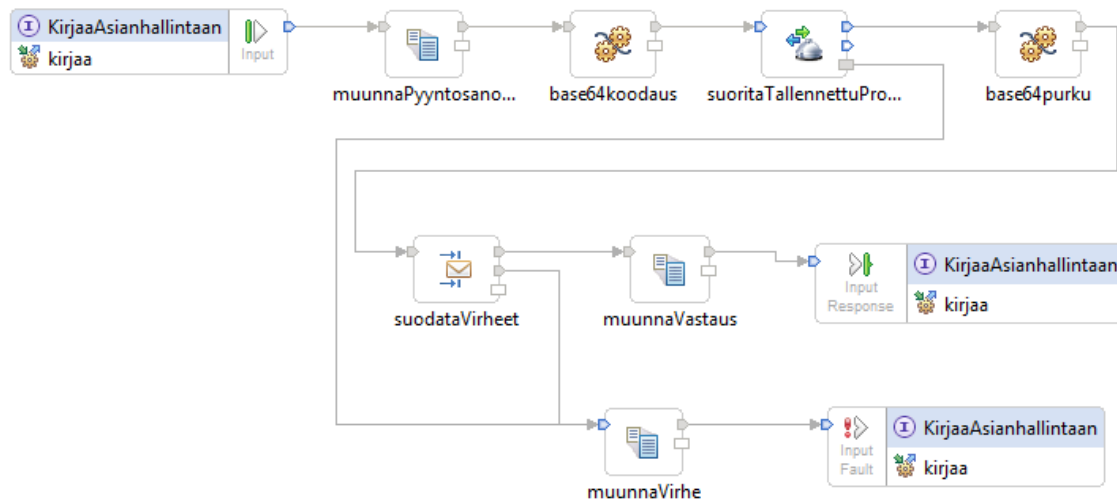 KirjaaAsianhallintaan
kirjaa
Input
muunnaPyyntosano...
base64koodaus
suoritaTallennettuPro...
base64purku
suodataVirheet
muunnaVastaus
Input
Response
KirjaaAsianhallintaan
kirjaa
muunnaVirhe
Input
Fault
KirjaaAsianhallintaan
kirjaa